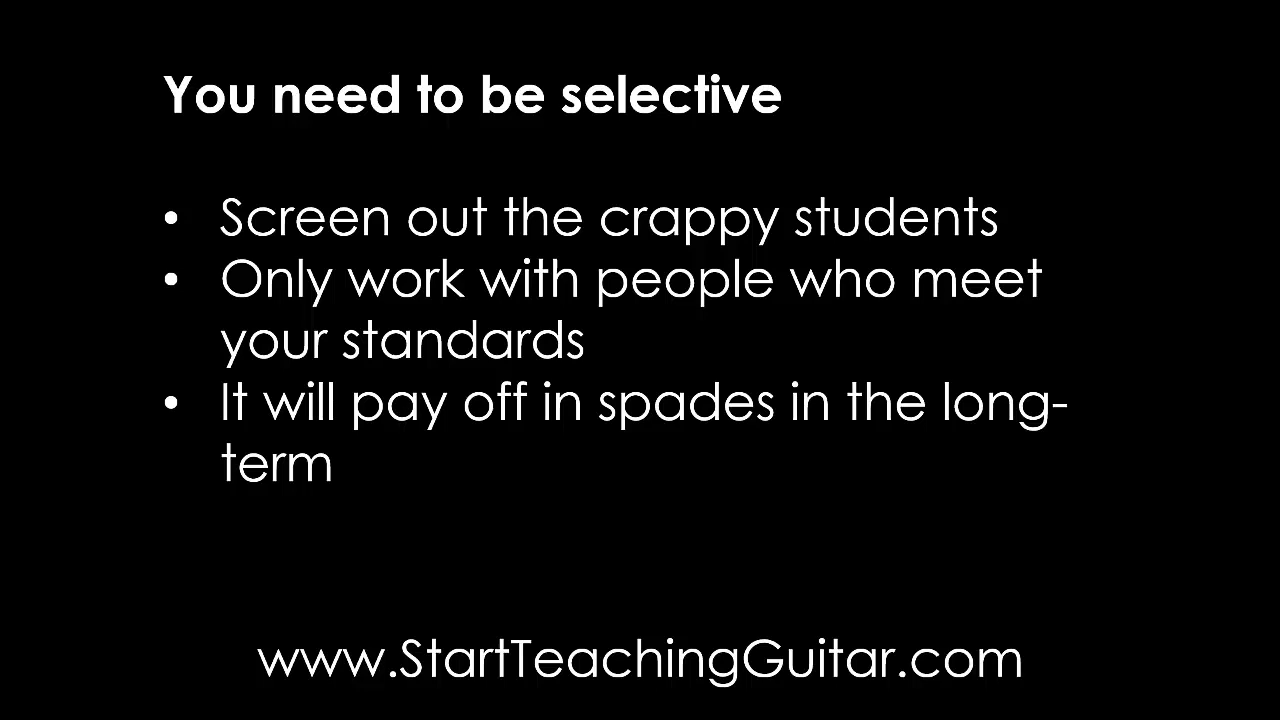 You need to be selective
• Screen out the crappy students
• Only work with people who meet
your standards
• It will pay off in spades in the long-
term
www.StartTeachingGuitar.com